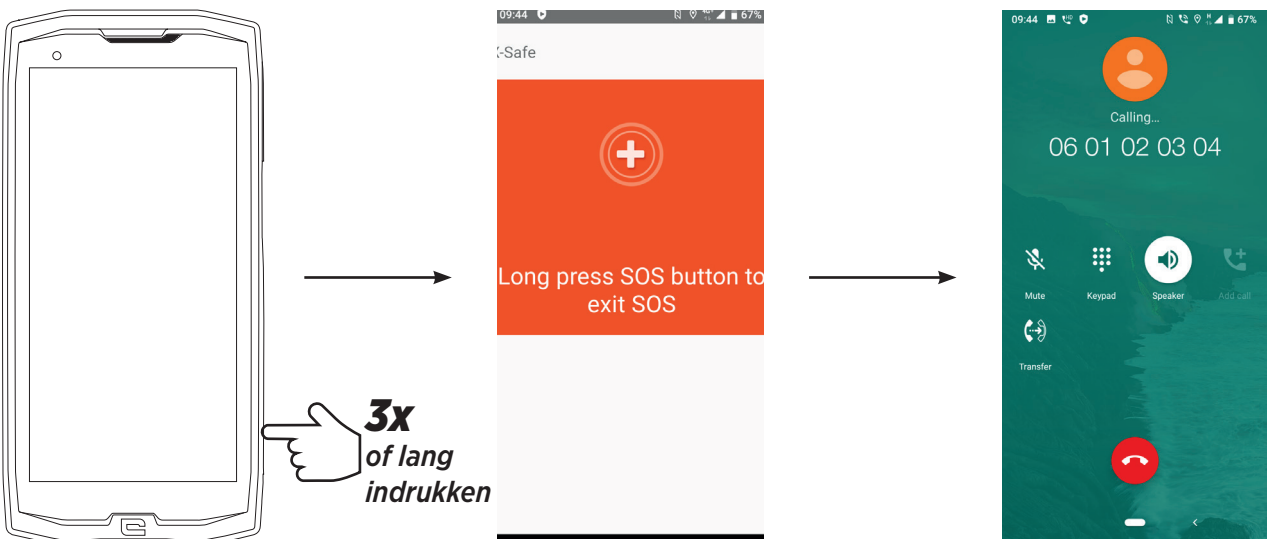 3x
of lang
indrukken
09:44
67%
X-Safe
Long press SOS button to
exit SOS
09:44
67%
Calling...
06 01 02 03 04
Mute
Keypad
Speaker
Add call
Transfer